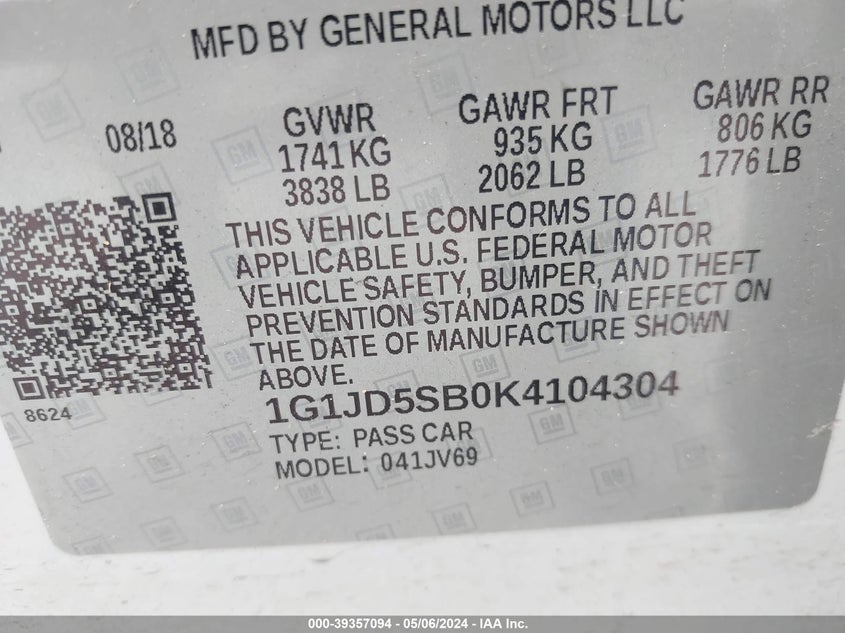 MFD BY GENERAL MOTORS LLC
08/18 GVWR GAWR FRT GAWR RR
1741 KG 935 KG 806 KG
3838 LB 2062 LB 1776 LB
THIS VEHICLE CONFORMS TO ALL
APPLICABLE U.S. FEDERAL MOTOR
VEHICLE SAFETY, BUMPER, AND THEFT
PREVENTION STANDARDS IN EFFECT ON
THE DATE OF MANUFACTURE SHOWN
ABOVE.
8624
1G1JD5SB0K4104304
TYPE: PASS CAR
MODEL: 041JV69
000-39357094 - 05/06/2024 - IAA Inc.